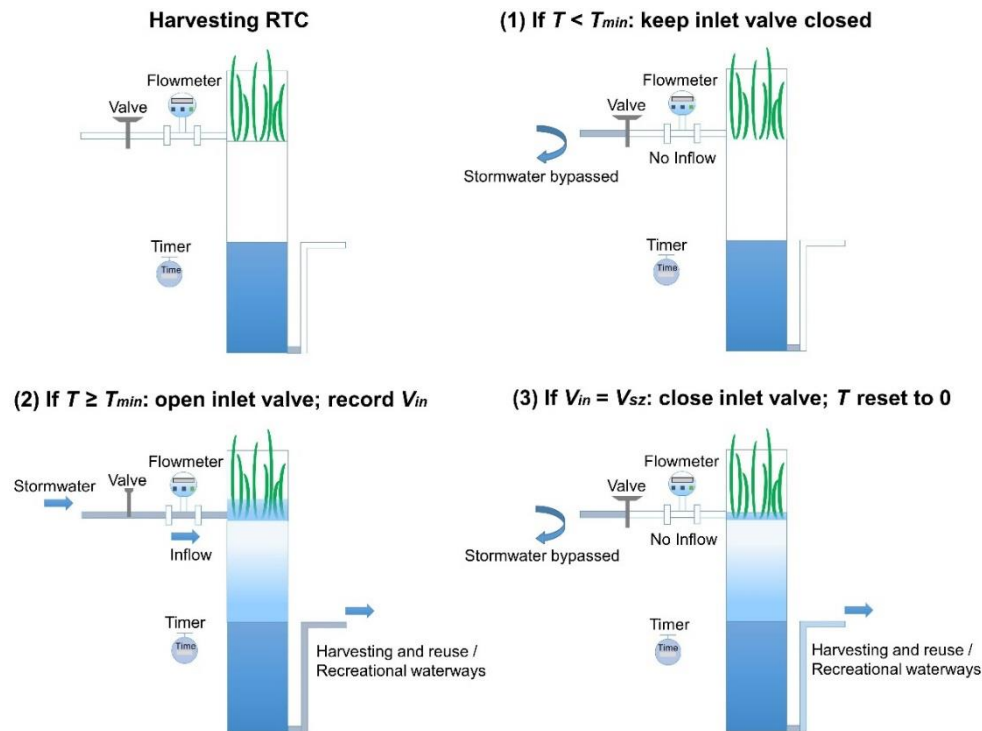 Harvesting RTC
Flowmeter
Valve
Timer
Time
(1) If T < Tmin: keep inlet valve closed
Flowmeter
Valve
No Inflow
Stormwater bypassed
Timer
Time
(2) If T ≥ Tmin: open inlet valve; record Vin
Flowmeter
Valve
Stormwater
Inflow
Timer
Time
Harvesting and reuse /
Recreational waterways
(3) If Vin = Vsz: close inlet valve; T reset to 0
Flowmeter
Valve
No Inflow
Stormwater bypassed
Timer
Time
Harvesting and reuse /
Recreational waterways